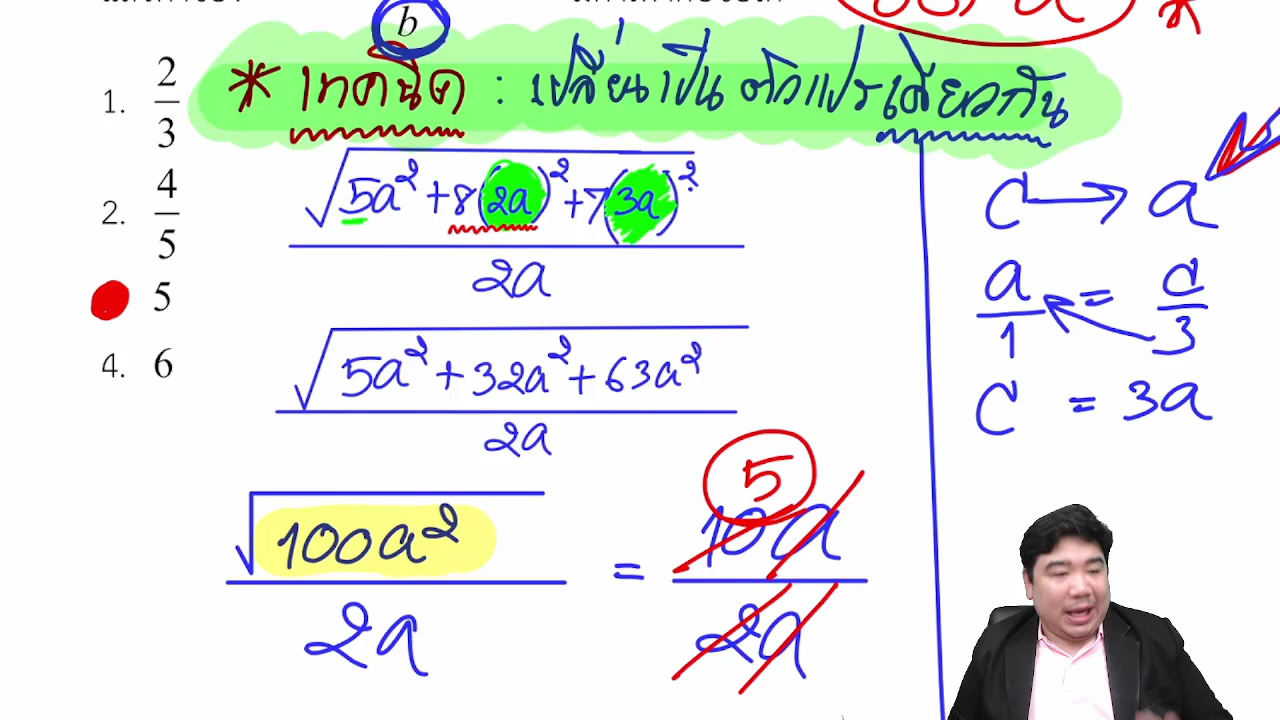 b
* เทคนิค : เปลี่ยนเป็นตัวแปรเดียวกัน
1. 2/3
2. 4/5
5
4. 6
√(5a² + 8(2a)² + 7(3a)²) / 2a
√(5a² + 32a² + 63a²) / 2a
√(100a²) / 2a = 10a / 2a
5
c → a
a/1 = c/3
c = 3a